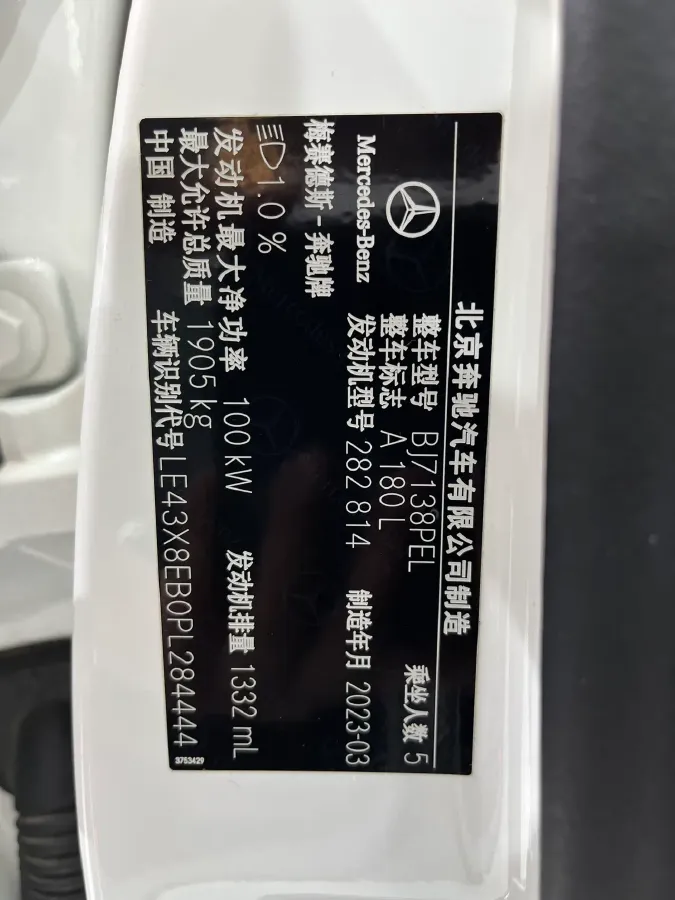 北京奔驰汽车有限公司制造
Mercedes-Benz
整车型号 BJ7138PEL 乘坐人数 5
整车标志 A 180 L
梅赛德斯-奔驰牌 发动机型号 282 814 制造年月 2023-03
1.0 %
发动机最大净功率 100 kW 发动机排量 1332 mL
最大允许总质量 1905 kg
中国 制造 车辆识别代号 LE43X8EB0PL284444
3753429